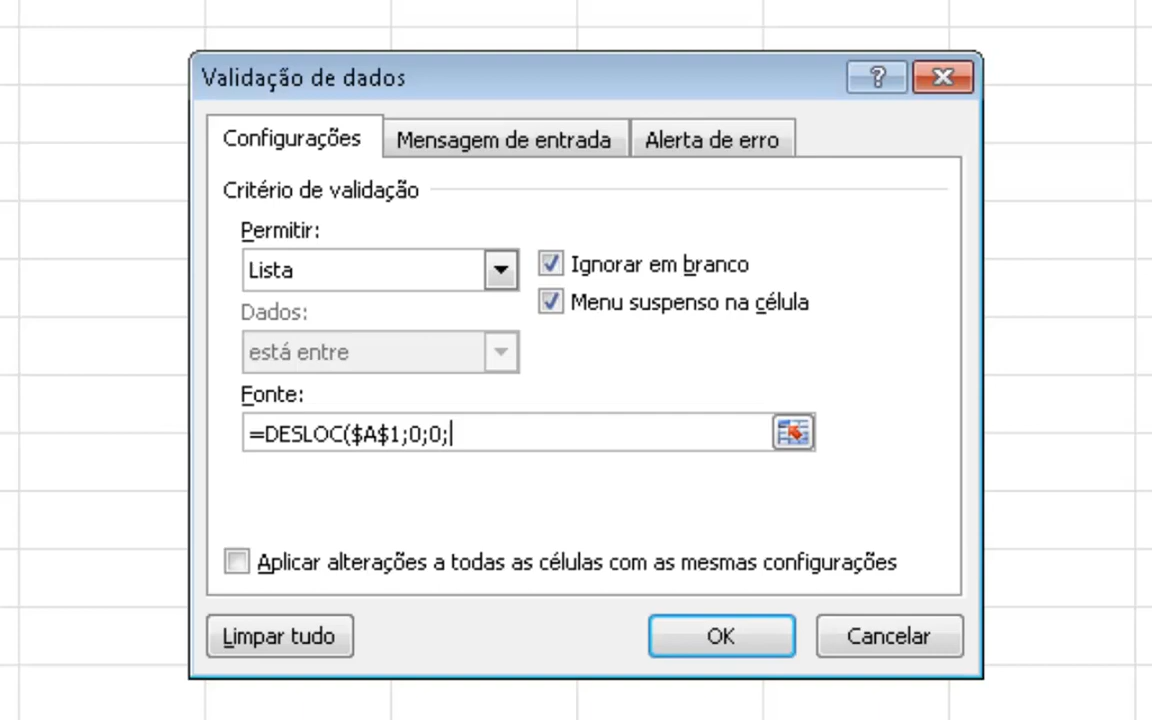 Validação de dados
Configurações Mensagem de entrada Alerta de erro
Critério de validação
Permitir:
Lista
Ignorar em branco
Menu suspenso na célula
Dados:
está entre
Fonte:
=DESLOC($A$1;0;0;
Aplicar alterações a todas as células com as mesmas configurações
Limpar tudo OK Cancelar